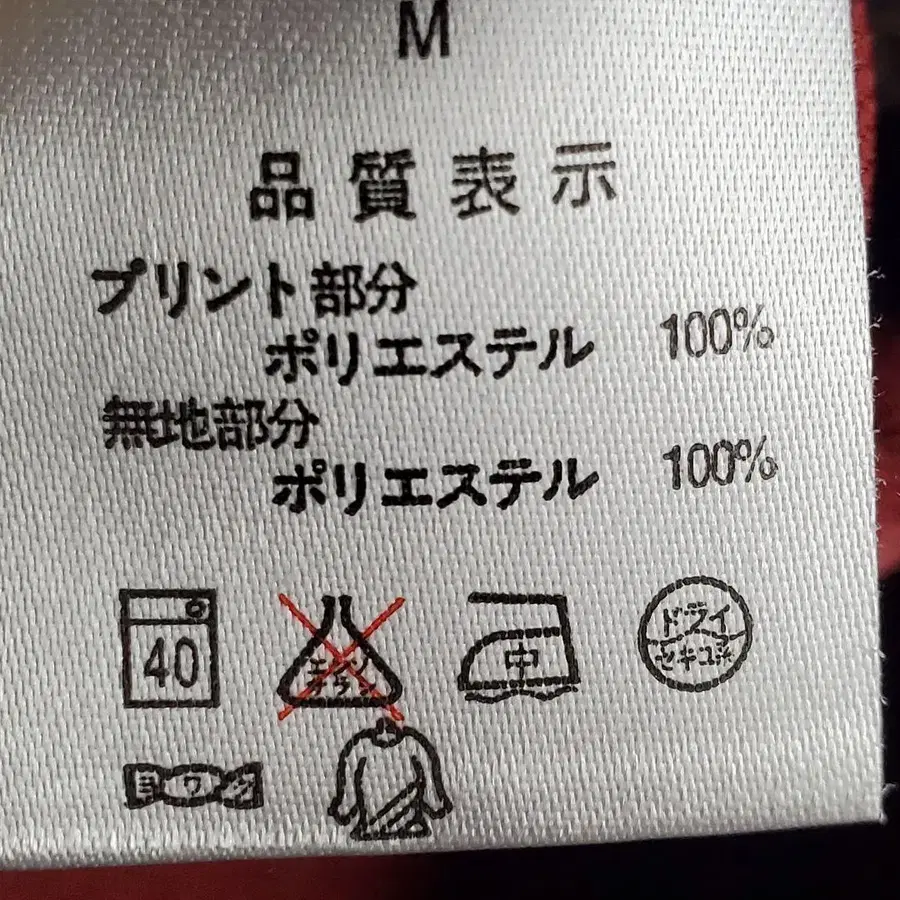 M
品質表示
プリント部分
ポリエステル 100%
無地部分
ポリエステル 100%
40
エンソ
サラシ
中
ドライ
セキユ系
ヨワク